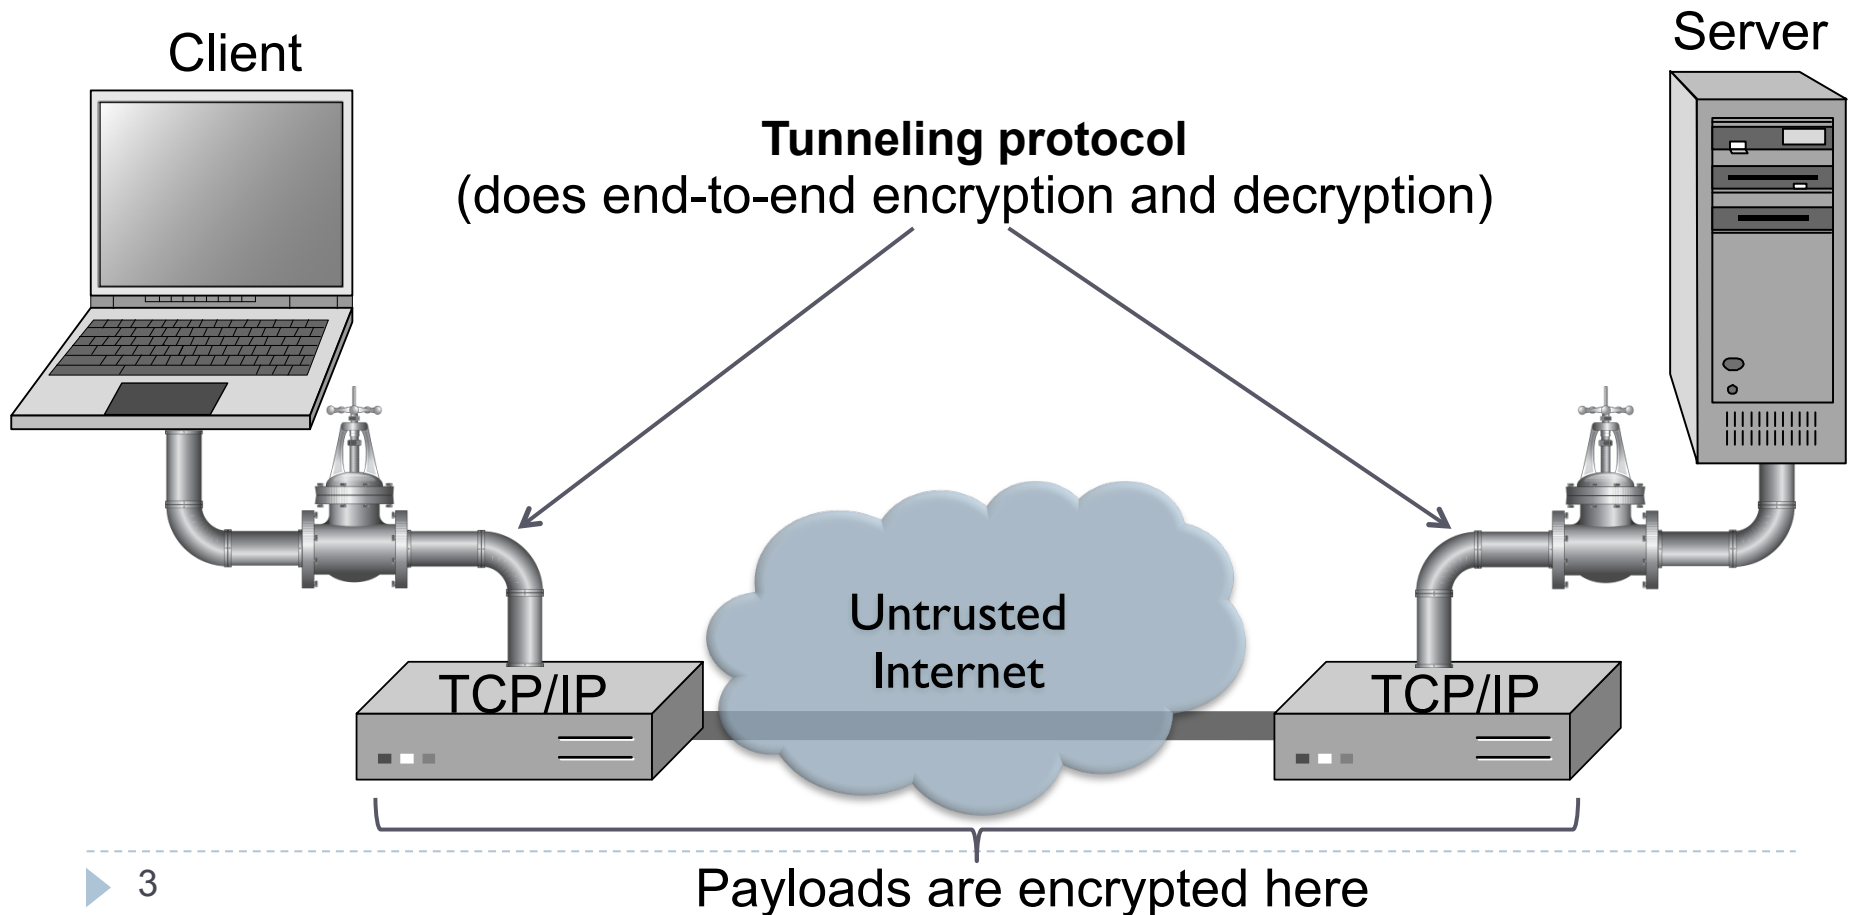 Client
Server
Tunneling protocol
(does end-to-end encryption and decryption)
Untrusted
Internet
TCP/IP
TCP/IP
3
Payloads are encrypted here